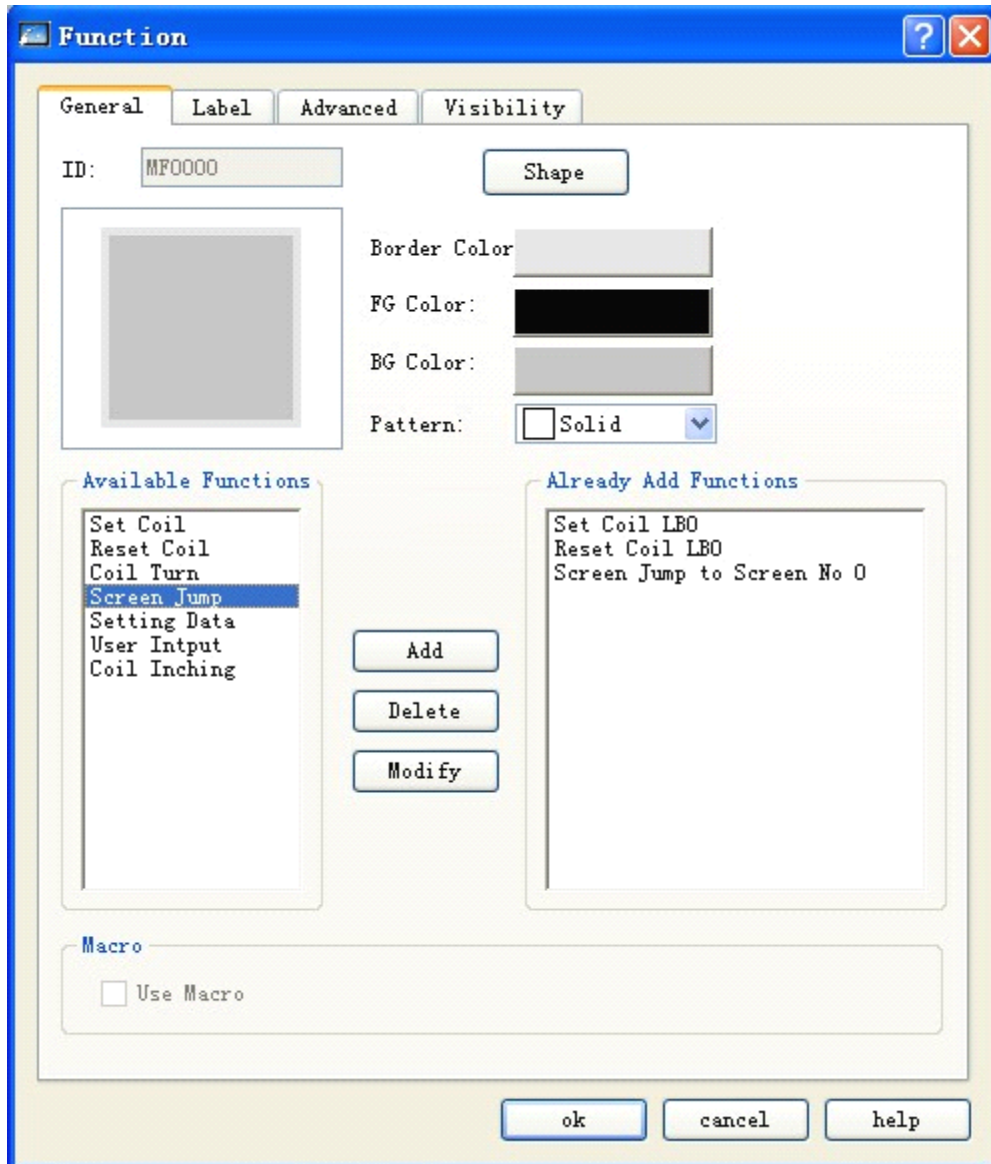 Function
General Label Advanced Visibility
ID: MF0000 Shape
Border Color
FG Color:
BG Color:
Pattern: Solid
Available Functions
Set Coil
Reset Coil
Coil Turn
Screen Jump
Setting Data
User Intput
Coil Inching
Add
Delete
Modify
Already Add Functions
Set Coil LB0
Reset Coil LB0
Screen Jump to Screen No 0
Macro
Use Macro
ok cancel help